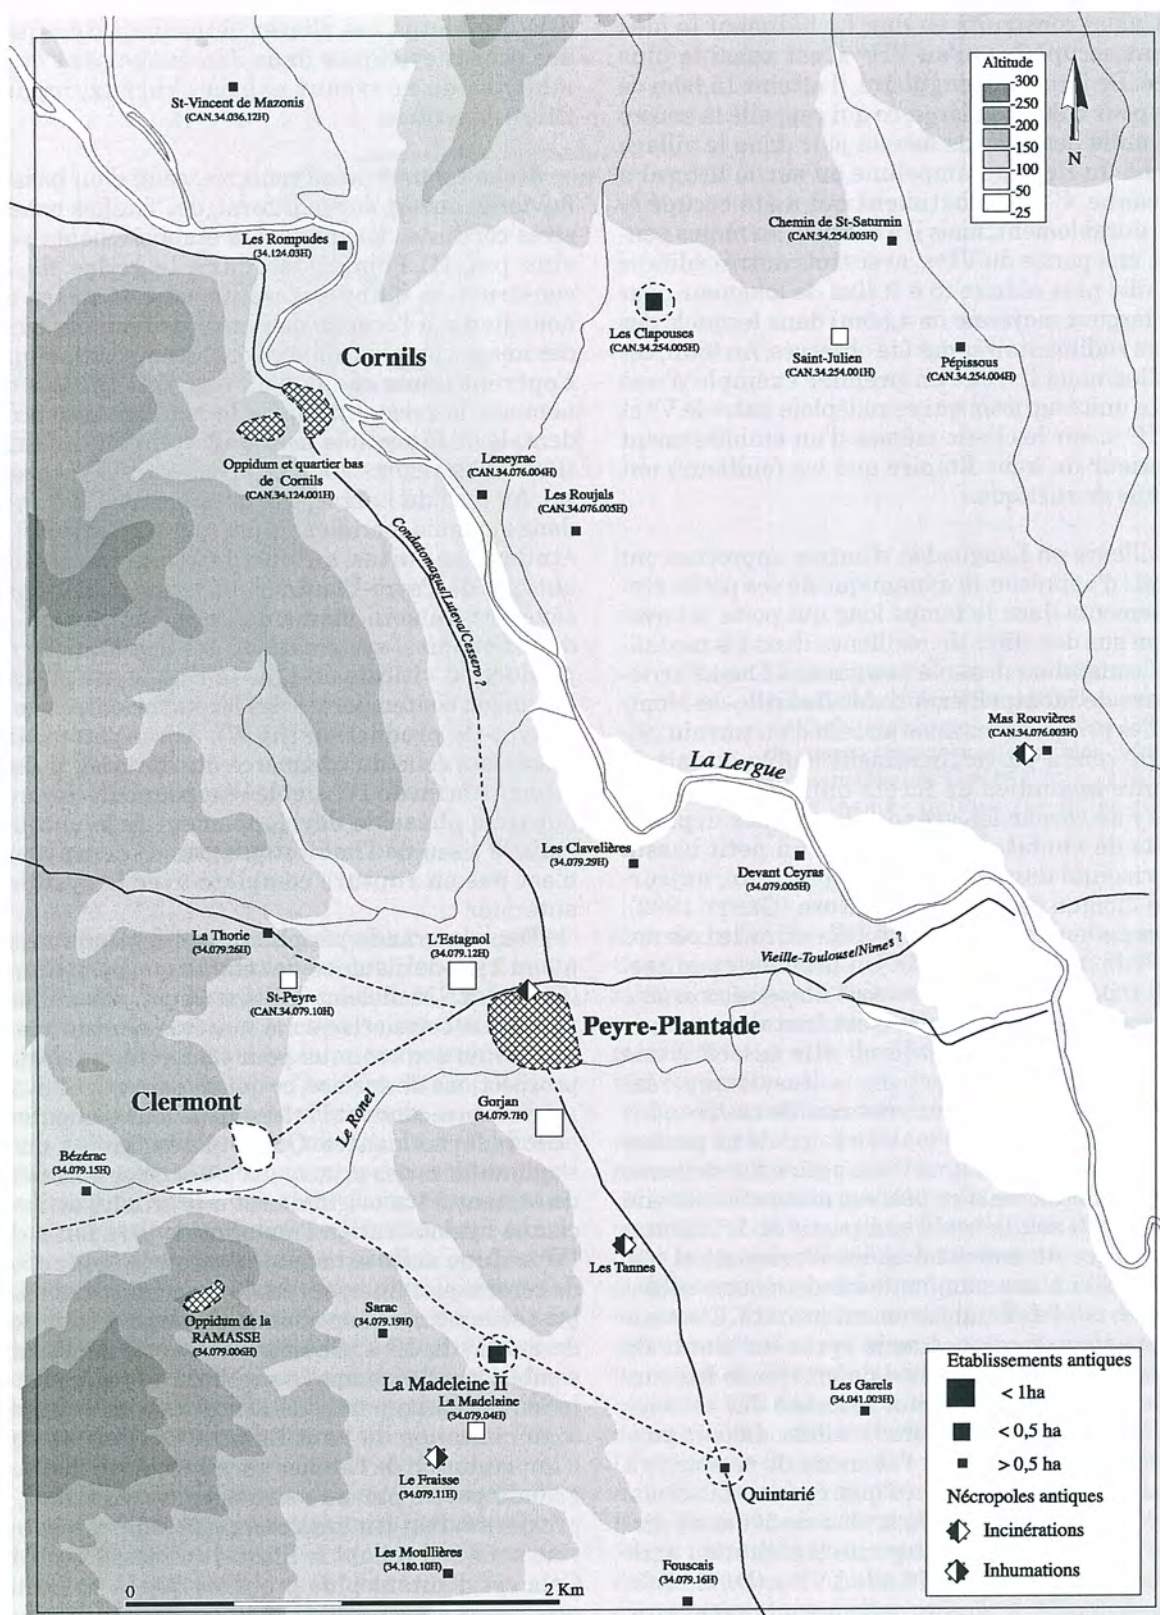 Altitude
-300
-250
-200
-150
-100
-50
-25
N
St-Vincent de Mazonis
(CAN.34.036.12H)
Les Rompudes
(34.124.03H)
Chemin de St-Saturnin
(CAN.34.254.003H)
Les Clapouses
(CAN.34.254.005H)
Saint-Julien
(CAN.34.254.001H)
Pépissous
(CAN.34.254.004H)
Cornils
Oppidum et quartier bas
de Cornils
(CAN.34.124.001H)
Leneyrac
(CAN.34.076.004H)
Les Roujals
(CAN.34.076.005H)
Condatomagus/Luteva/Cessero ?
Mas Rouvières
(CAN.34.076.003H)
La Lergue
Les Clavelières
(34.079.29H)
Devant Ceyras
(34.079.005H)
La Thorie
(34.079.26H)
L'Estagnol
(34.079.12H)
Vieille-Toulouse/Nimes ?
St-Peyre
(CAN.34.079.10H)
Peyre-Plantade
Clermont
Le Ronel
Gorjan
(34.079.7H)
Bézérac
(34.079.15H)
Les Tannes
Oppidum de la
RAMASSE
(34.079.006H)
Sarac
(34.079.19H)
La Madeleine II
La Madelaine
(34.079.04H)
Les Garels
(34.041.003H)
Le Fraisse
(34.079.11H)
Quintarié
Les Moullières
(34.180.10H)
Fouscais
(34.079.16H)
0
2 Km
Etablissements antiques
< 1ha
< 0,5 ha
> 0,5 ha
Nécropoles antiques
Incinérations
Inhumations